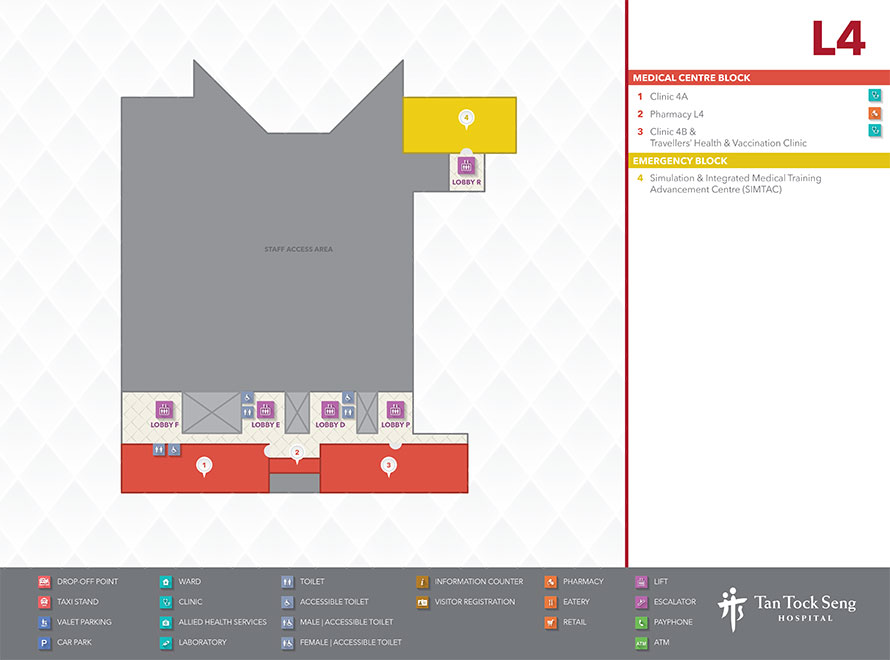 L4
MEDICAL CENTRE BLOCK
1 Clinic 4A
2 Pharmacy L4
3 Clinic 4B &
Travellers' Health & Vaccination Clinic
EMERGENCY BLOCK
4 Simulation & Integrated Medical Training
Advancement Centre (SIMTAC)
4
LOBBY R
STAFF ACCESS AREA
LOBBY F
LOBBY E
LOBBY D
LOBBY P
1
2
3
DROP-OFF POINT
TAXI STAND
VALET PARKING
P CAR PARK
WARD
CLINIC
ALLIED HEALTH SERVICES
LABORATORY
TOILET
ACCESSIBLE TOILET
MALE | ACCESSIBLE TOILET
FEMALE | ACCESSIBLE TOILET
i INFORMATION COUNTER
VISITOR REGISTRATION
PHARMACY
EATERY
RETAIL
LIFT
ESCALATOR
PAYPHONE
ATM ATM
Tan Tock Seng
HOSPITAL